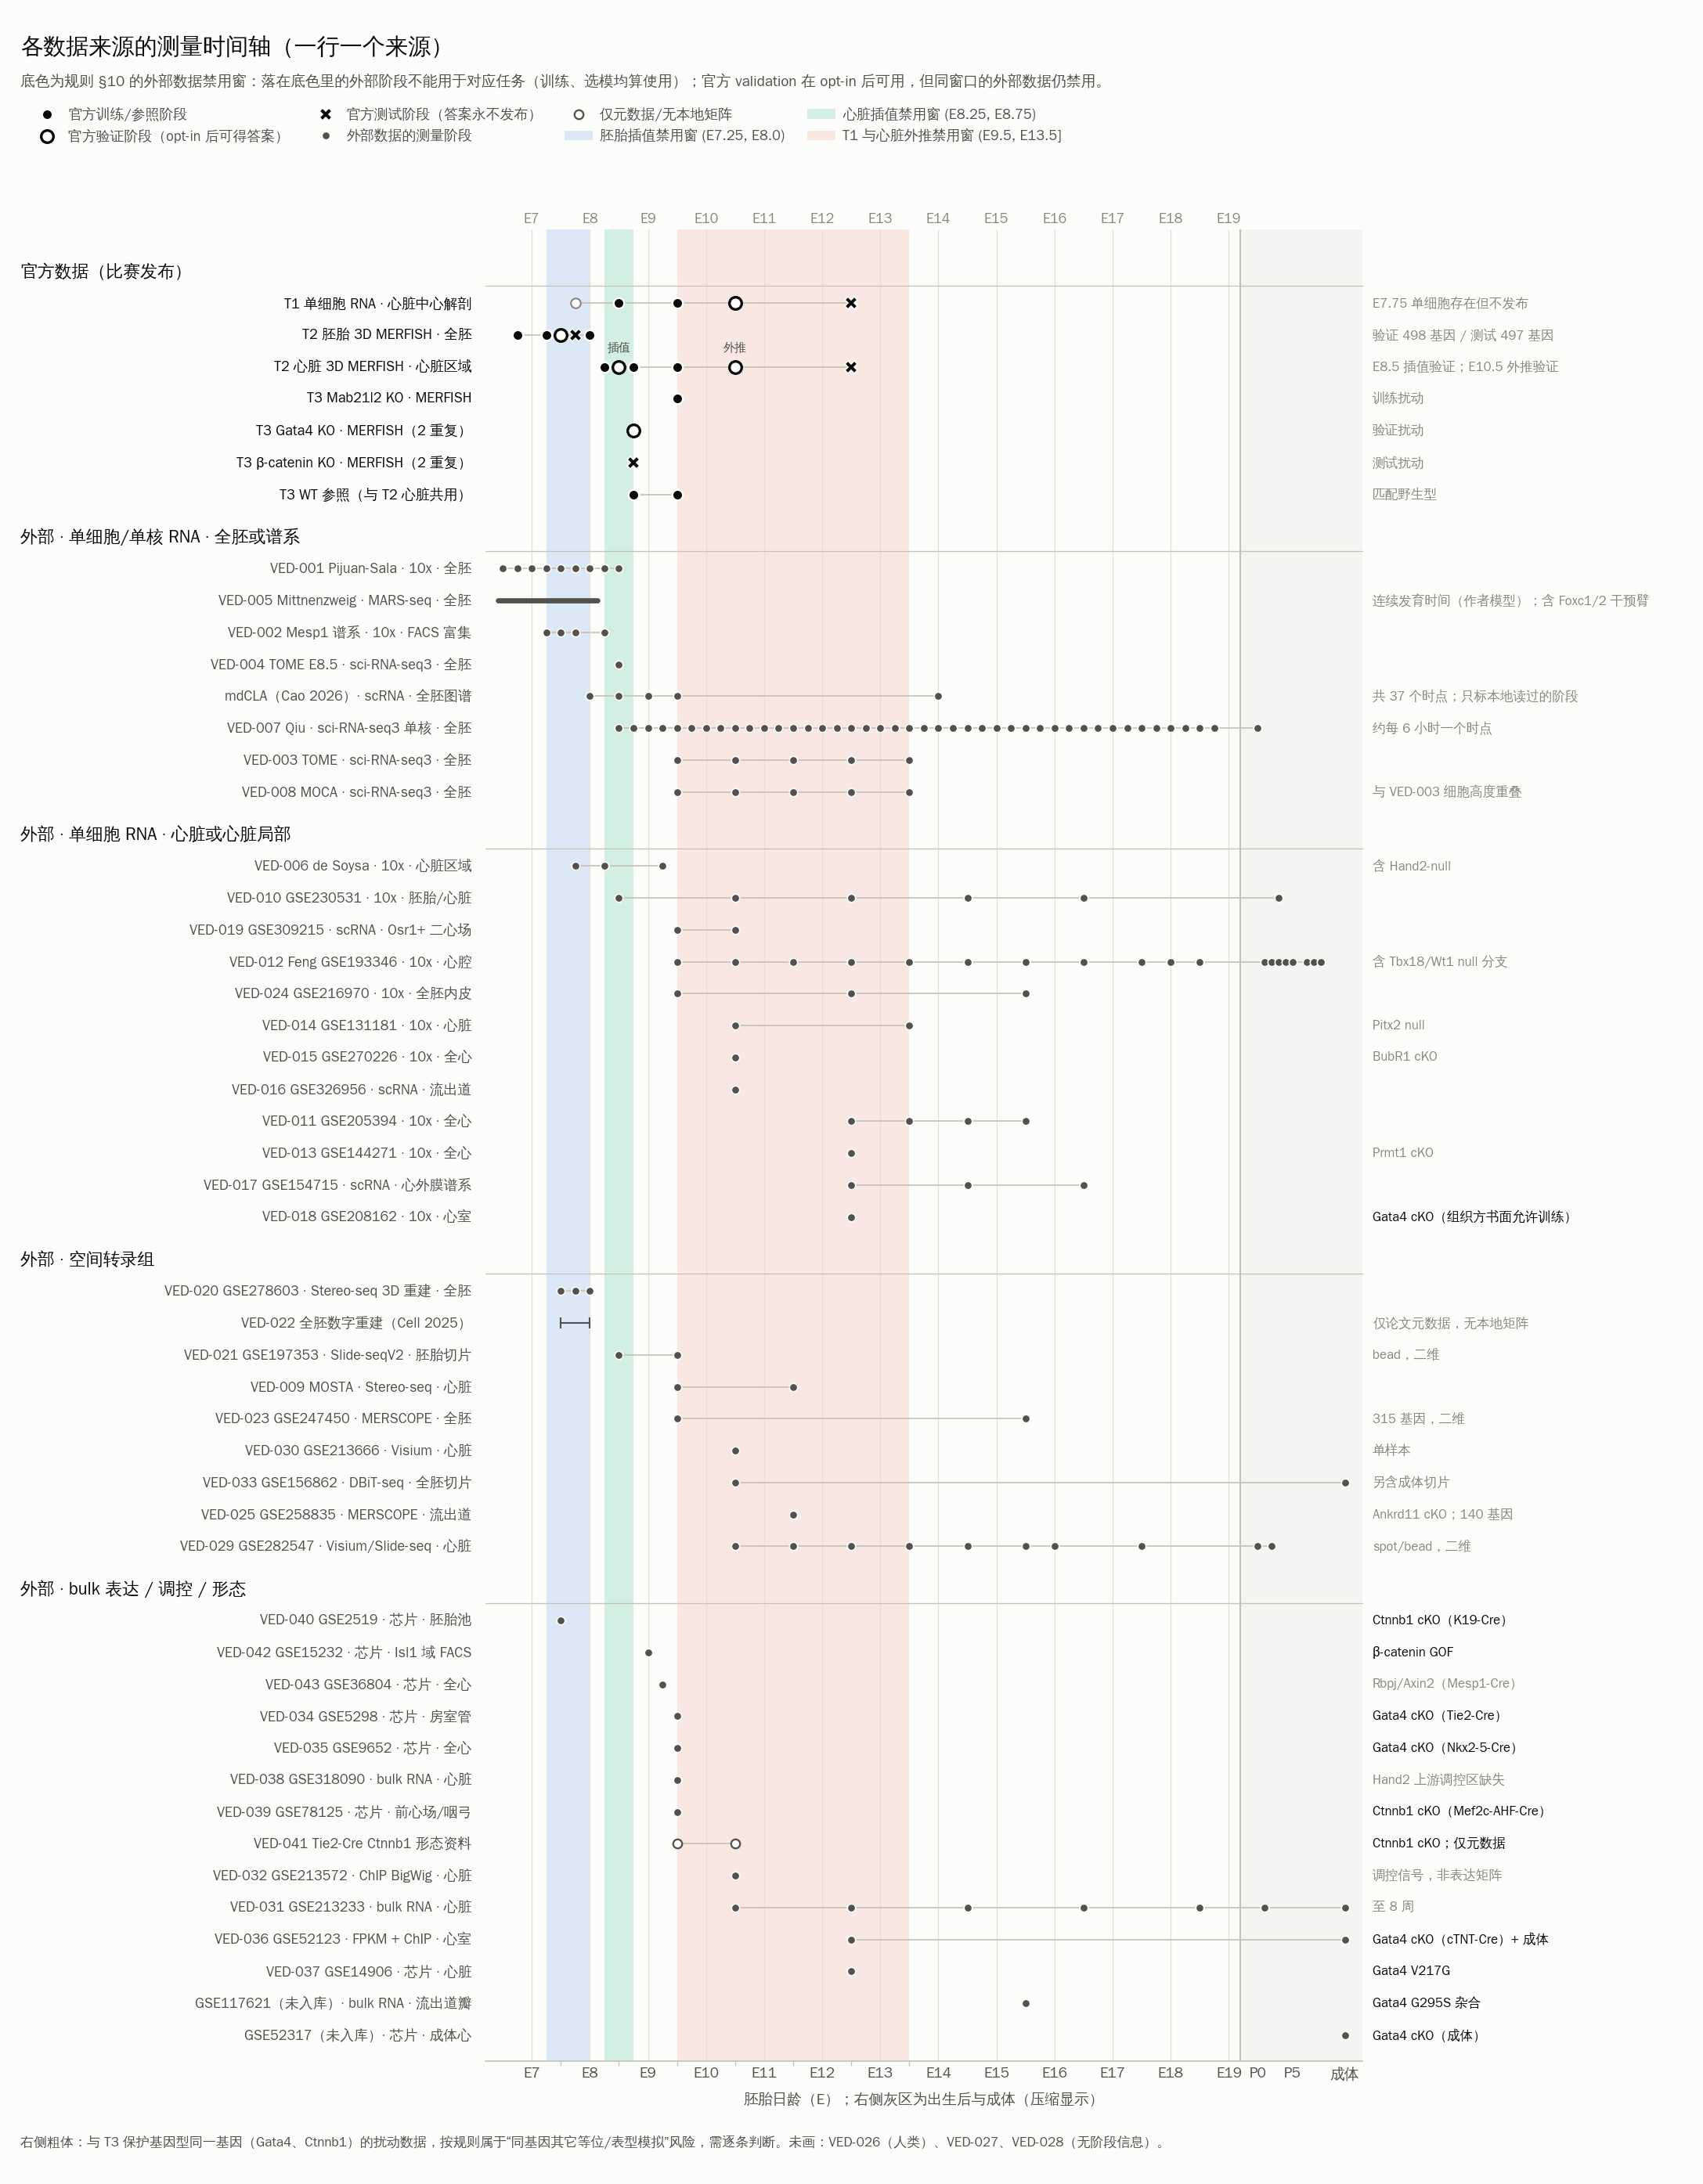 各数据来源的测量时间轴（一行一个来源）
底色为规则 §10 的外部数据禁用窗：落在底色里的外部阶段不能用于对应任务（训练、选模均算使用）；官方 validation 在 opt-in 后可用，但同窗口的外部数据仍禁用。
官方训练/参照阶段 官方测试阶段（答案永不发布） 仅元数据/无本地矩阵 心脏插值禁用窗 (E8.25, E8.75)
官方验证阶段（opt-in 后可得答案） 外部数据的测量阶段 胚胎插值禁用窗 (E7.25, E8.0) T1 与心脏外推禁用窗 (E9.5, E13.5]
E7 E8 E9 E10 E11 E12 E13 E14 E15 E16 E17 E18 E19
官方数据（比赛发布）
T1 单细胞 RNA · 心脏中心解剖 E7.75 单细胞存在但不发布
T2 胚胎 3D MERFISH · 全胚 验证 498 基因 / 测试 497 基因
插值 外推
T2 心脏 3D MERFISH · 心脏区域 E8.5 插值验证；E10.5 外推验证
T3 Mab21l2 KO · MERFISH 训练扰动
T3 Gata4 KO · MERFISH（2 重复） 验证扰动
T3 β-catenin KO · MERFISH（2 重复） 测试扰动
T3 WT 参照（与 T2 心脏共用） 匹配野生型
外部 · 单细胞/单核 RNA · 全胚或谱系
VED-001 Pijuan-Sala · 10x · 全胚
VED-005 Mittnenzweig · MARS-seq · 全胚 连续发育时间（作者模型）；含 Foxc1/2 干预臂
VED-002 Mesp1 谱系 · 10x · FACS 富集
VED-004 TOME E8.5 · sci-RNA-seq3 · 全胚
mdCLA（Cao 2026）· scRNA · 全胚图谱 共 37 个时点；只标本地读过的阶段
VED-007 Qiu · sci-RNA-seq3 单核 · 全胚 约每 6 小时一个时点
VED-003 TOME · sci-RNA-seq3 · 全胚
VED-008 MOCA · sci-RNA-seq3 · 全胚 与 VED-003 细胞高度重叠
外部 · 单细胞 RNA · 心脏或心脏局部
VED-006 de Soysa · 10x · 心脏区域 含 Hand2-null
VED-010 GSE230531 · 10x · 胚胎/心脏
VED-019 GSE309215 · scRNA · Osr1+ 二心场
VED-012 Feng GSE193346 · 10x · 心腔 含 Tbx18/Wt1 null 分支
VED-024 GSE216970 · 10x · 全胚内皮
VED-014 GSE131181 · 10x · 心脏 Pitx2 null
VED-015 GSE270226 · 10x · 全心 BubR1 cKO
VED-016 GSE326956 · scRNA · 流出道
VED-011 GSE205394 · 10x · 全心
VED-013 GSE144271 · 10x · 全心 Prmt1 cKO
VED-017 GSE154715 · scRNA · 心外膜谱系
VED-018 GSE208162 · 10x · 心室 Gata4 cKO（组织方书面允许训练）
外部 · 空间转录组
VED-020 GSE278603 · Stereo-seq 3D 重建 · 全胚
VED-022 全胚数字重建（Cell 2025） 仅论文元数据，无本地矩阵
VED-021 GSE197353 · Slide-seqV2 · 胚胎切片 bead，二维
VED-009 MOSTA · Stereo-seq · 心脏
VED-023 GSE247450 · MERSCOPE · 全胚 315 基因，二维
VED-030 GSE213666 · Visium · 心脏 单样本
VED-033 GSE156862 · DBiT-seq · 全胚切片 另含成体切片
VED-025 GSE258835 · MERSCOPE · 流出道 Ankrd11 cKO；140 基因
VED-029 GSE282547 · Visium/Slide-seq · 心脏 spot/bead，二维
外部 · bulk 表达 / 调控 / 形态
VED-040 GSE2519 · 芯片 · 胚胎池 Ctnnb1 cKO（K19-Cre）
VED-042 GSE15232 · 芯片 · Isl1 域 FACS β-catenin GOF
VED-043 GSE36804 · 芯片 · 全心 Rbpj/Axin2（Mesp1-Cre）
VED-034 GSE5298 · 芯片 · 房室管 Gata4 cKO（Tie2-Cre）
VED-035 GSE9652 · 芯片 · 全心 Gata4 cKO（Nkx2-5-Cre）
VED-038 GSE318090 · bulk RNA · 心脏 Hand2 上游调控区缺失
VED-039 GSE78125 · 芯片 · 前心场/咽弓 Ctnnb1 cKO（Mef2c-AHF-Cre）
VED-041 Tie2-Cre Ctnnb1 形态资料 Ctnnb1 cKO；仅元数据
VED-032 GSE213572 · ChIP BigWig · 心脏 调控信号，非表达矩阵
VED-031 GSE213233 · bulk RNA · 心脏 至 8 周
VED-036 GSE52123 · FPKM + ChIP · 心室 Gata4 cKO（cTNT-Cre）+ 成体
VED-037 GSE14906 · 芯片 · 心脏 Gata4 V217G
GSE117621（未入库）· bulk RNA · 流出道瓣 Gata4 G295S 杂合
GSE52317（未入库）· 芯片 · 成体心 Gata4 cKO（成体）
E7 E8 E9 E10 E11 E12 E13 E14 E15 E16 E17 E18 E19 P0 P5 成体
胚胎日龄（E）；右侧灰区为出生后与成体（压缩显示）
右侧粗体：与 T3 保护基因型同一基因（Gata4、Ctnnb1）的扰动数据，按规则属于“同基因其它等位/表型模拟”风险，需逐条判断。未画：VED-026（人类）、VED-027、VED-028（无阶段信息）。